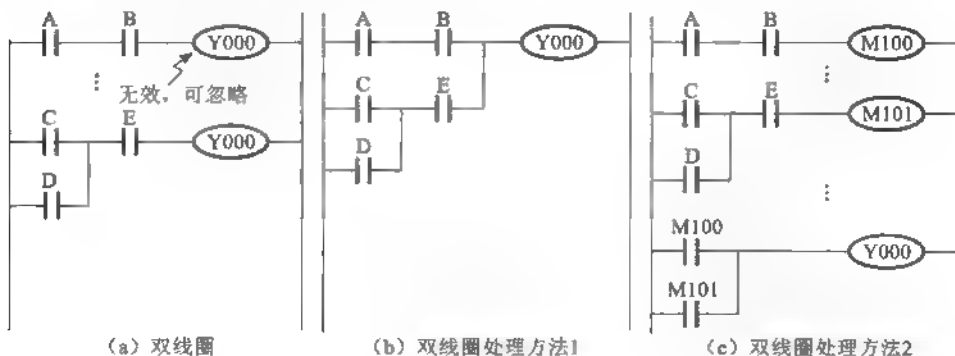 A B
Y000
⋮
无效，可忽略
C E
Y000
D
(a) 双线圈
A B
Y000
C E
D
(b) 双线圈处理方法1
A B
M100
⋮
C E
M101
D
⋮
M100
Y000
M101
(c) 双线圈处理方法2